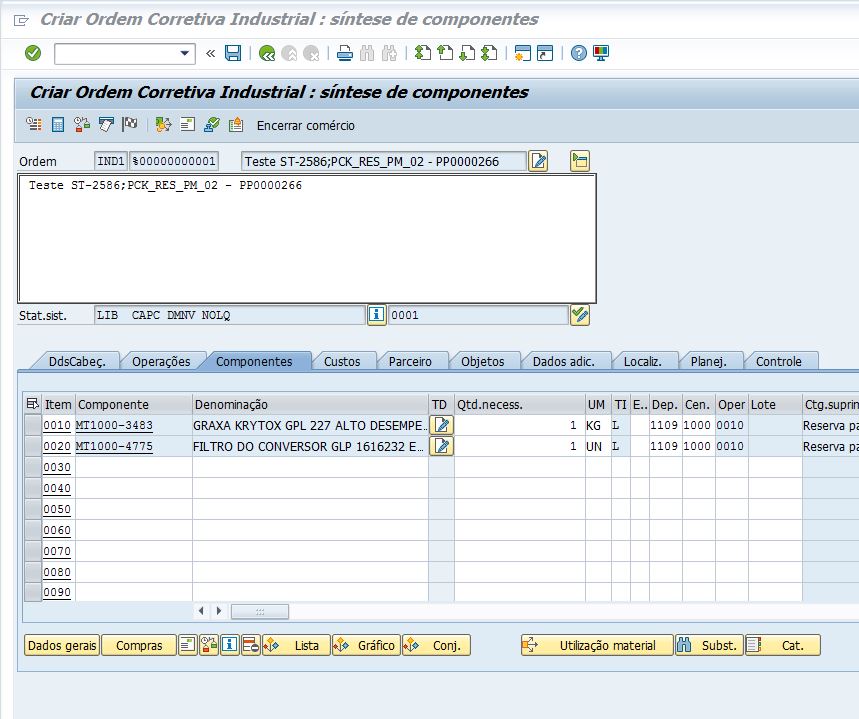 Criar Ordem Corretiva Industrial : síntese de componentes
Criar Ordem Corretiva Industrial : síntese de componentes
Encerrar comércio
Ordem IND1 %00000000001 Teste ST-2586;PCK_RES_PM_02 - PP0000266
Teste ST-2586;PCK_RES_PM_02 - PP0000266
Stat.sist. LIB CAPC DMNV NOLQ 0001
DdsCabeç. Operações Componentes Custos Parceiro Objetos Dados adic. Localiz. Planej. Controle
Item Componente Denominação TD Qtd.necess. UM TI E.. Dep. Cen. Oper Lote Ctg.suprim
0010 MT1000-3483 GRAXA KRYTOX GPL 227 ALTO DESEMPE… 1 KG L 1109 1000 0010 Reserva pa
0020 MT1000-4775 FILTRO DO CONVERSOR GLP 1616232 E… 1 UN L 1109 1000 0010 Reserva pa
0030
0040
0050
0060
0070
0080
0090
Dados gerais Compras Lista Gráfico Conj. Utilização material Subst. Cat.